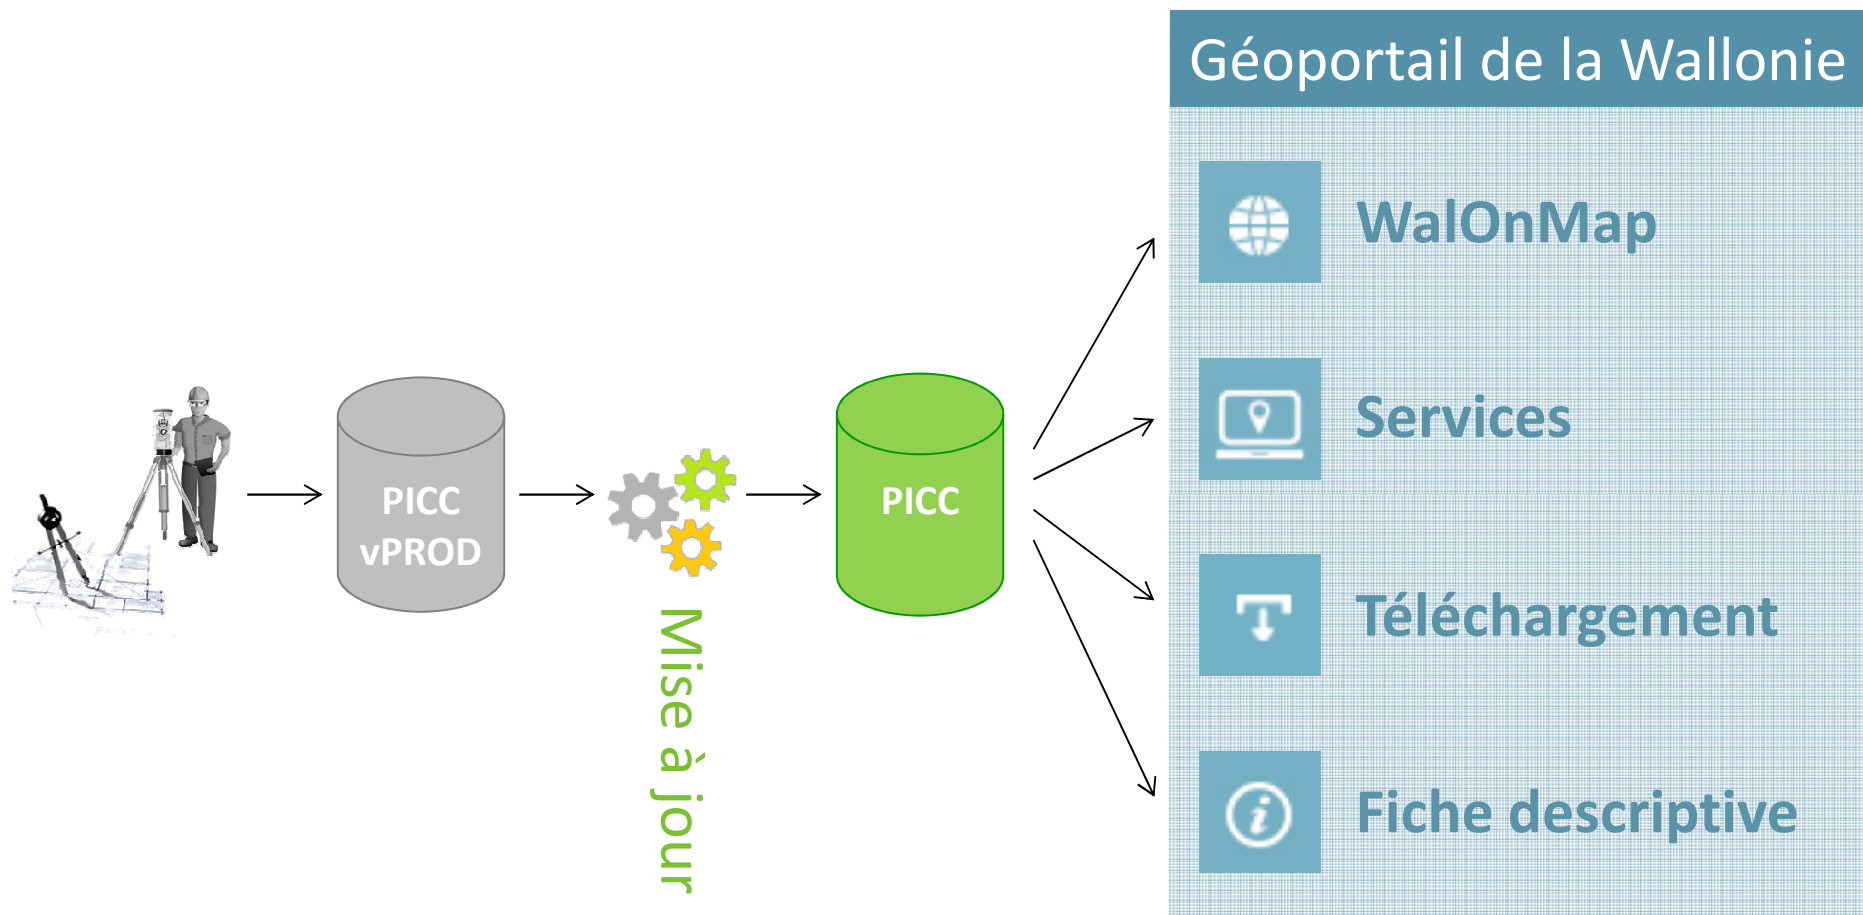 Géoportail de la Wallonie
WalOnMap
Services
Téléchargement
Fiche descriptive
PICC
vPROD
Mise à jour
PICC